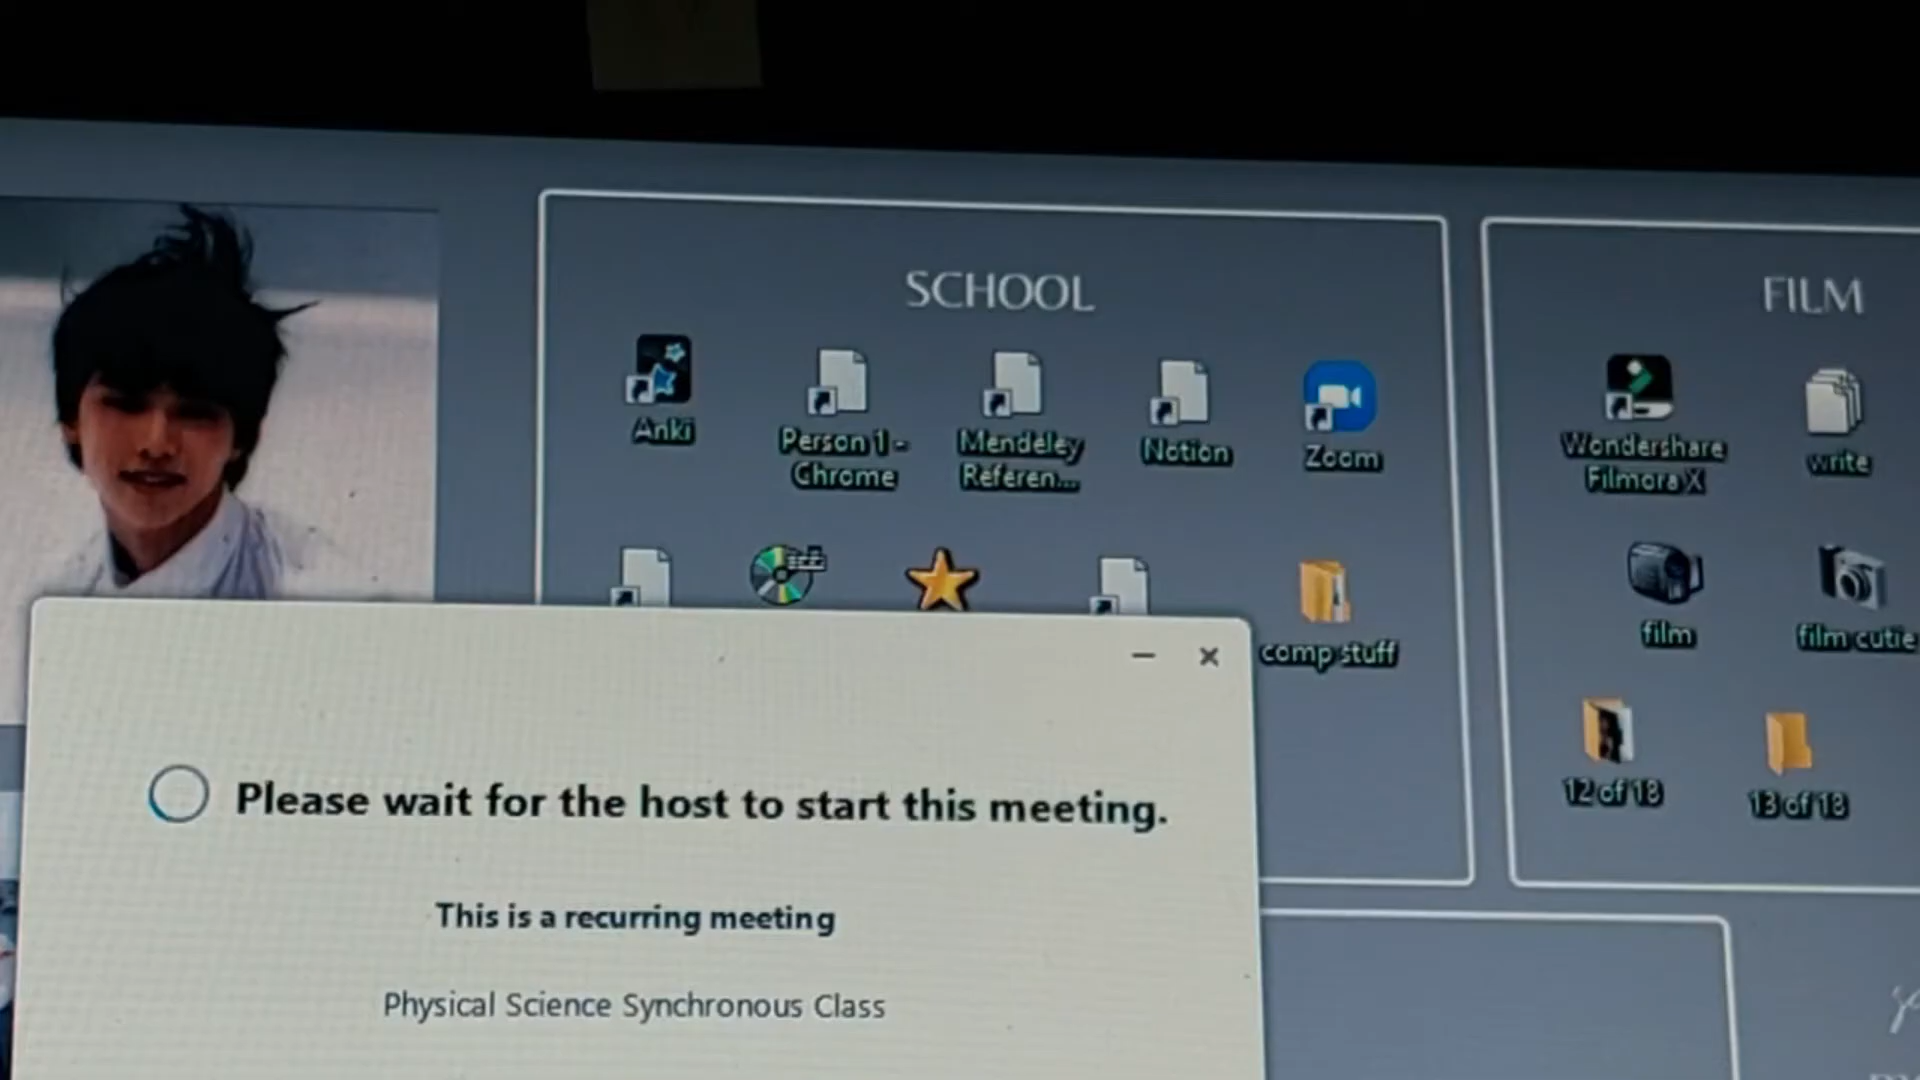 SCHOOL
FILM
Anki
Person 1 -
Chrome
Mendeley
Referen...
Notion
Zoom
Wondershare
Filmora X
write
comp stuff
film
film cutie
12 of 18
13 of 18
Please wait for the host to start this meeting.
This is a recurring meeting
Physical Science Synchronous Class